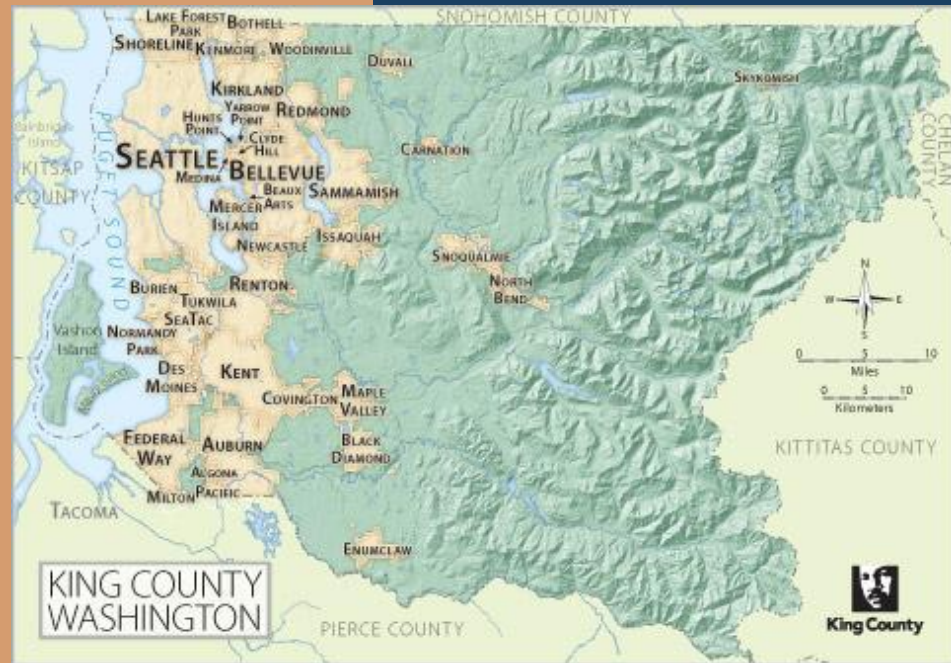 SNOHOMISH COUNTY
LAKE FOREST
PARK
BOTHELL
SHORELINE
KENMORE
WOODINVILLE
DUVALL
SKYKOMISH
KIRKLAND
YARROW
POINT
REDMOND
HUNTS
POINT
CLYDE
HILL
Bainbridge
Island
KITSAP
COUNTY
PUGET SOUND
CARNATION
CHELAN
COUNTY
SEATTLE
MEDINA
BELLEVUE
BEAUX
ARTS
SAMMAMISH
MERCER
ISLAND
NEWCASTLE
ISSAQUAH
SNOQUALMIE
NORTH
BEND
BURIEN
RENTON
TUKWILA
SEATAC
Vashon
Island
NORMANDY
PARK
DES
MOINES
KENT
COVINGTON
MAPLE
VALLEY
N
W
E
S
0 5 10
Miles
0 5 10
Kilometers
FEDERAL
WAY
AUBURN
BLACK
DIAMOND
KITTITAS COUNTY
ALGONA
MILTON
PACIFIC
TACOMA
ENUMCLAW
KING COUNTY
WASHINGTON
PIERCE COUNTY
King County